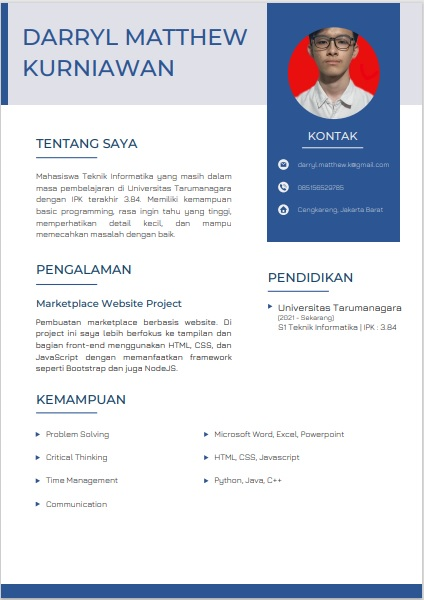 DARRYL MATTHEW
KURNIAWAN
KONTAK
darryl.matthew.k@gmail.com
085156529785
Cengkareng, Jakarta Barat
TENTANG SAYA
Mahasiswa Teknik Informatika yang masih dalam
masa pembelajaran di Universitas Tarumanagara
dengan IPK terakhir 3.84. Memiliki kemampuan
basic programming, rasa ingin tahu yang tinggi,
memperhatikan detail kecil, dan mampu
memecahkan masalah dengan baik.
PENGALAMAN
Marketplace Website Project
Pembuatan marketplace berbasis website. Di
project ini saya lebih berfokus ke tampilan dan
bagian front-end menggunakan HTML, CSS, dan
JavaScript dengan memanfaatkan framework
seperti Bootstrap dan juga NodeJS.
PENDIDIKAN
Universitas Tarumanagara
(2021 - Sekarang)
S1 Teknik Informatika | IPK : 3.84
KEMAMPUAN
Problem Solving
Critical Thinking
Time Management
Communication
Microsoft Word, Excel, Powerpoint
HTML, CSS, Javascript
Python, Java, C++